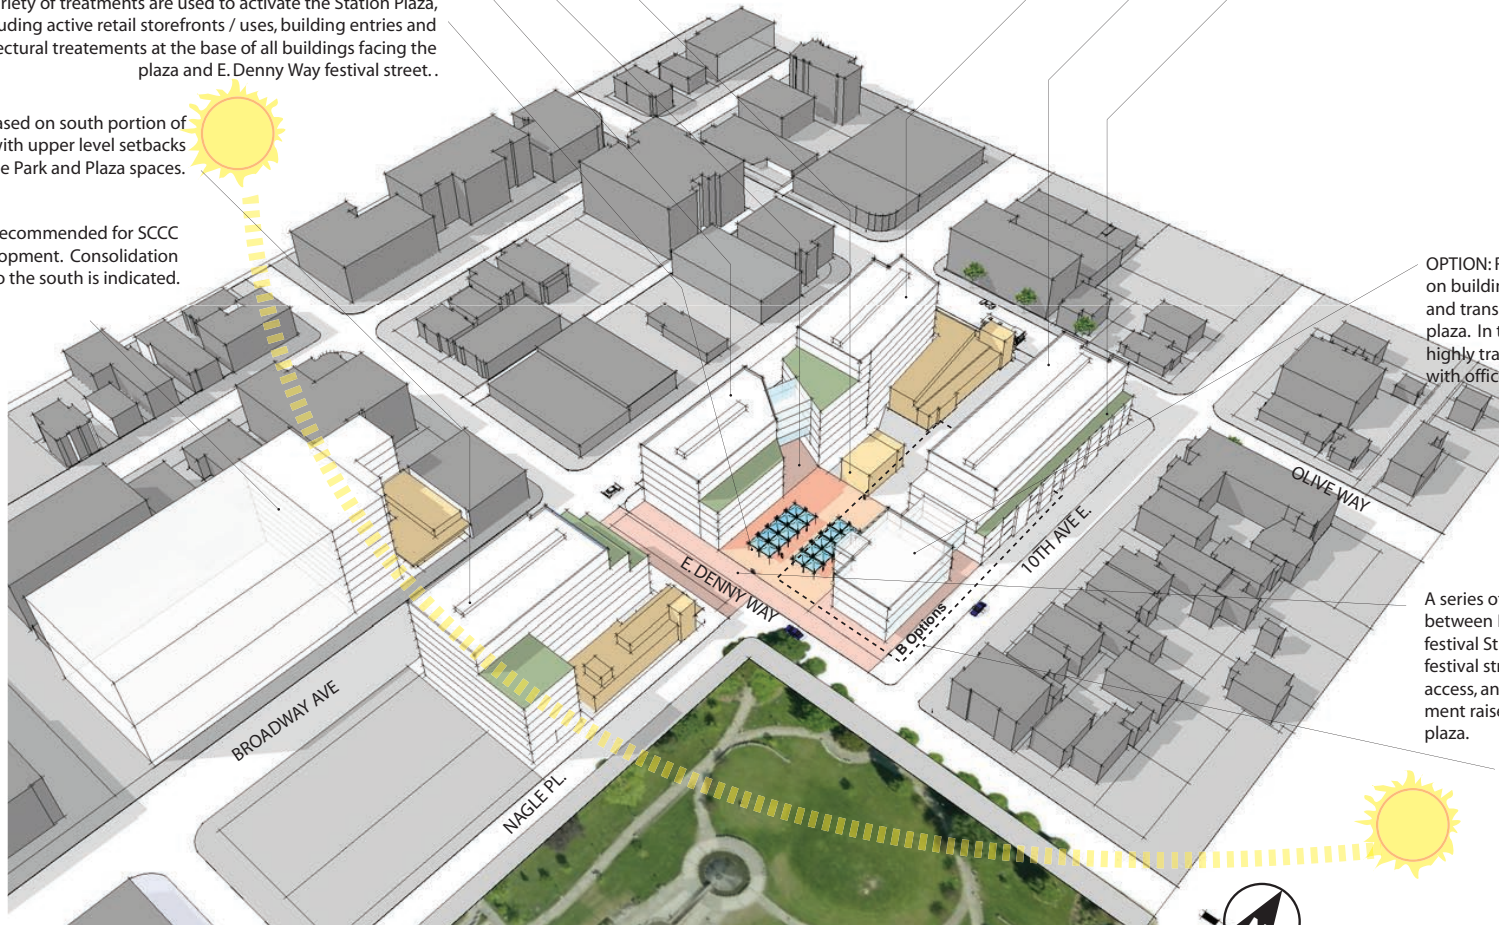 riety of treatments are used to activate the Station Plaza,
uding active retail storefronts / uses, building entries and
ectural treatements at the base of all buildings facing the
plaza and E. Denny Way festival street. .
ased on south portion of
with upper level setbacks
e Park and Plaza spaces.
recommended for SCCC
opment. Consolidation
o the south is indicated.
OPTION:
on buildin
and trans
plaza. In t
highly tra
with offic
OLIVE WAY
10TH AVE E.
E. DENNY WAY
B Options
A series of
between
festival St
festival str
access, an
ment raise
plaza.
BROADWAY AVE
NAGLE PL.